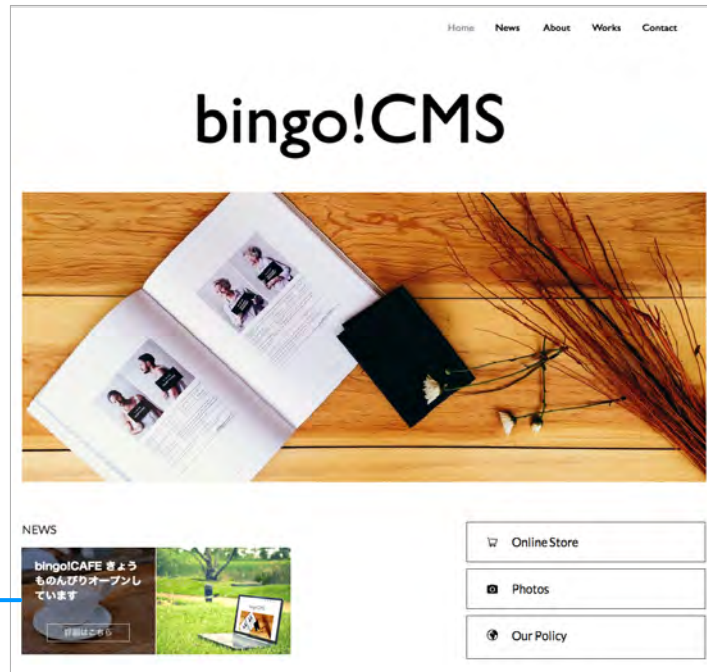 Home News About Works Contact
bingo!CMS
NEWS
bingo!CAFE きょう
ものんびりオープンし
ています
詳細はこちら
bingo!CMS
Online Store
Photos
Our Policy